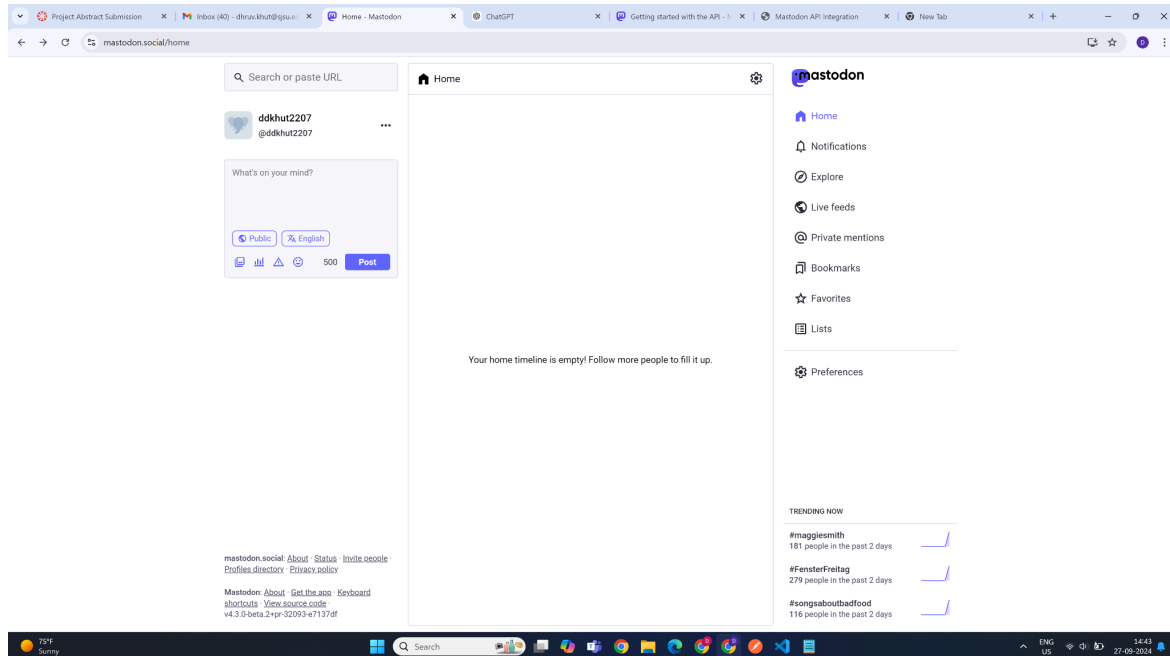 Project Abstract Submission
Inbox (40) - dhruv.khut@sjsu.ec
Home - Mastodon
ChatGPT
Getting started with the API - M
Mastodon API Integration
New Tab
mastodon.social/home
D
Search or paste URL
ddkhut2207
@ddkhut2207
What's on your mind?
Public
English
500
Post
mastodon.social: About · Status · Invite people ·
Profiles directory · Privacy policy
Mastodon: About · Get the app · Keyboard
shortcuts · View source code ·
v4.3.0-beta.2+pr-32093-e7137df
Home
Your home timeline is empty! Follow more people to fill it up.
mastodon
Home
Notifications
Explore
Live feeds
Private mentions
Bookmarks
Favorites
Lists
Preferences
TRENDING NOW
#maggiesmith
181 people in the past 2 days
#FensterFreitag
279 people in the past 2 days
#songsaboutbadfood
116 people in the past 2 days
75°F
Sunny
Search
ENG
US
14:43
27-09-2024